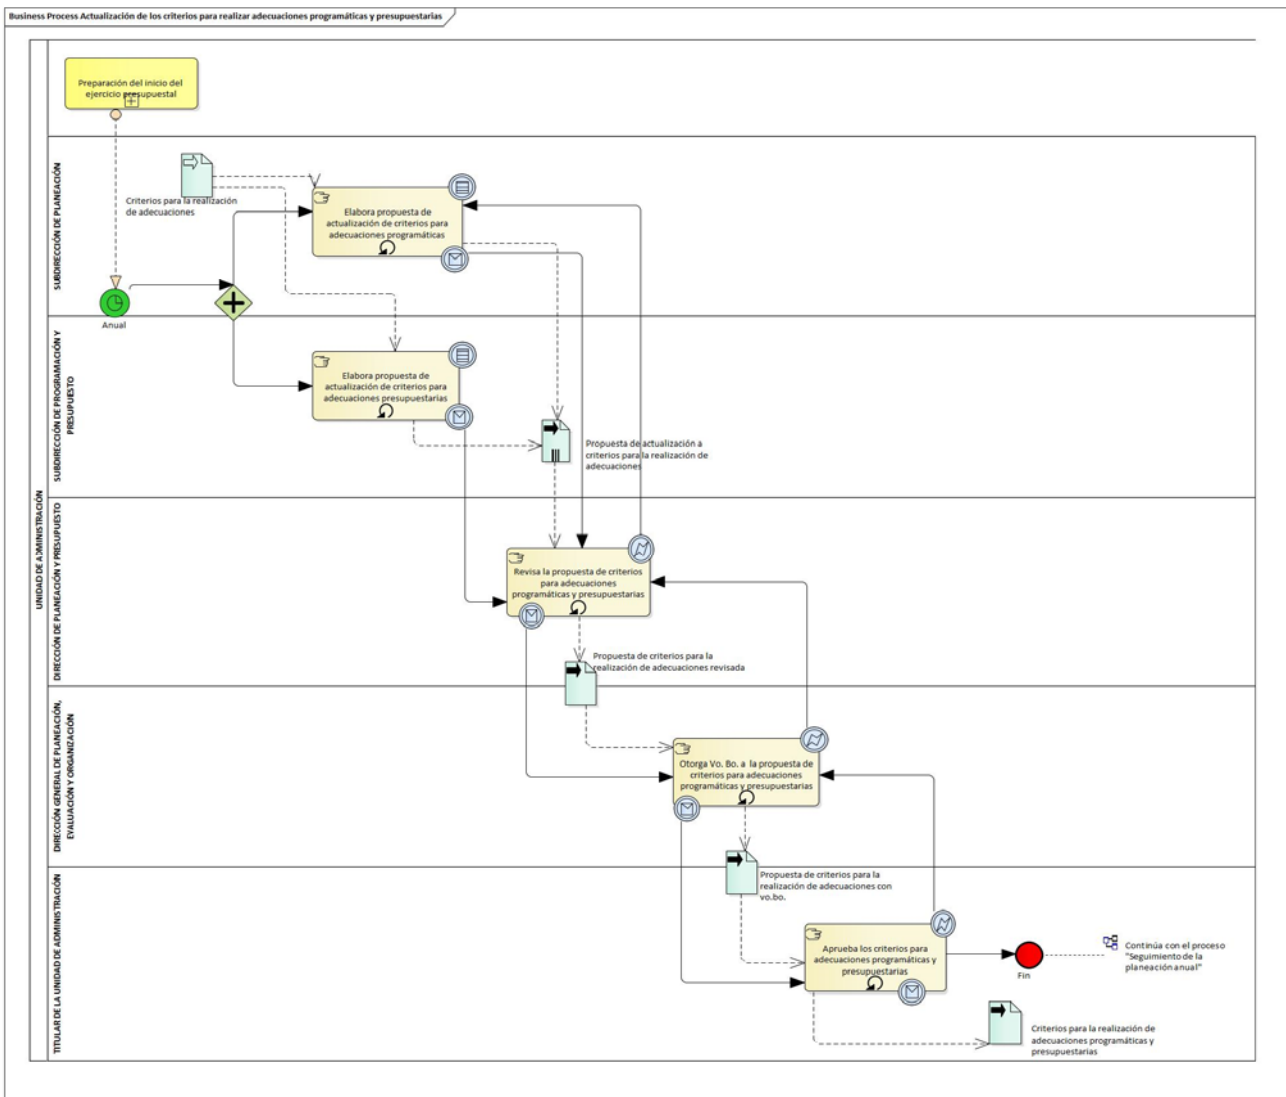 Business Process Actualización de los criterios para realizar adecuaciones programáticas y presupuestarias
UNIDAD DE ADMINISTRACIÓN
Preparación del inicio del
ejercicio presupuestal
SUBDIRECCIÓN DE PLANEACIÓN
Criterios para la realización
de adecuaciones
Elabora propuesta de
actualización de criterios para
adecuaciones programáticas
Anual
SUBDIRECCIÓN DE PROGRAMACIÓN Y
PRESUPUESTO
Elabora propuesta de
actualización de criterios para
adecuaciones presupuestarias
Propuesta de actualización a
criterios para la realización de
adecuaciones
DIRECCIÓN DE PLANEACIÓN Y PRESUPUESTO
Revisa la propuesta de criterios
para adecuaciones
programáticas y presupuestarias
Propuesta de criterios para la
realización de adecuaciones revisada
DIRECCIÓN GENERAL DE PLANEACIÓN,
EVALUACIÓN Y ORGANIZACIÓN
Otorga Vo. Bo. a la propuesta de
criterios para adecuaciones
programáticas y presupuestarias
Propuesta de criterios para la
realización de adecuaciones con
vo.bo.
TITULAR DE LA UNIDAD DE ADMINISTRACIÓN
Aprueba los criterios para
adecuaciones programáticas y
presupuestarias
Fin
Continúa con el proceso
"Seguimiento de la
planeación anual"
Criterios para la realización de
adecuaciones programáticas y
presupuestarias